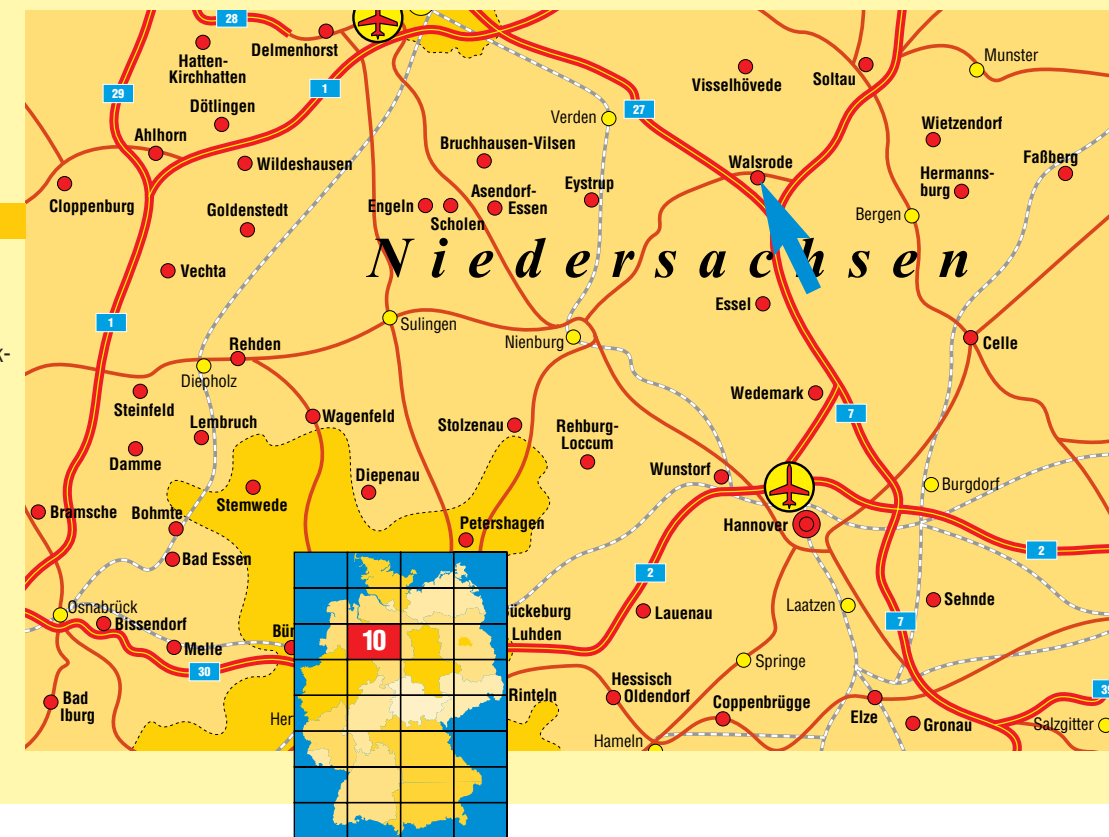 28
Delmenhorst
Hatten-
Kirchhatten
29
1
Dötlingen
Ahlhorn
Wildeshausen
Cloppenburg
Goldenstedt
Vechta
Verden
27
Visselhövede
Soltau
Munster
Wietzendorf
Faßberg
Hermanns-
burg
Bergen
Bruchhausen-Vilsen
Walsrode
Asendorf-
Essen
Eystrup
Engeln
Scholen
Niedersachsen
1
Sulingen
Nienburg
Essel
Celle
k-
Rehden
Diepholz
Steinfeld
Lembruch
Wagenfeld
Stolzenau
Rehburg-
Loccum
Wedemark
7
Damme
Diepenau
Wunstorf
Burgdorf
Stemwede
Bramsche
Bohmte
Petershagen
Hannover
Bad Essen
2
2
Osnabrück
Bissendorf
Melle
Bün
10
ückeburg
Luhden
Lauenau
Laatzen
Sehnde
7
30
Springe
Bad
Iburg
Her
Rinteln
Hessisch
Oldendorf
Coppenbrügge
Elze
Gronau
39
Salzgitter
Hameln